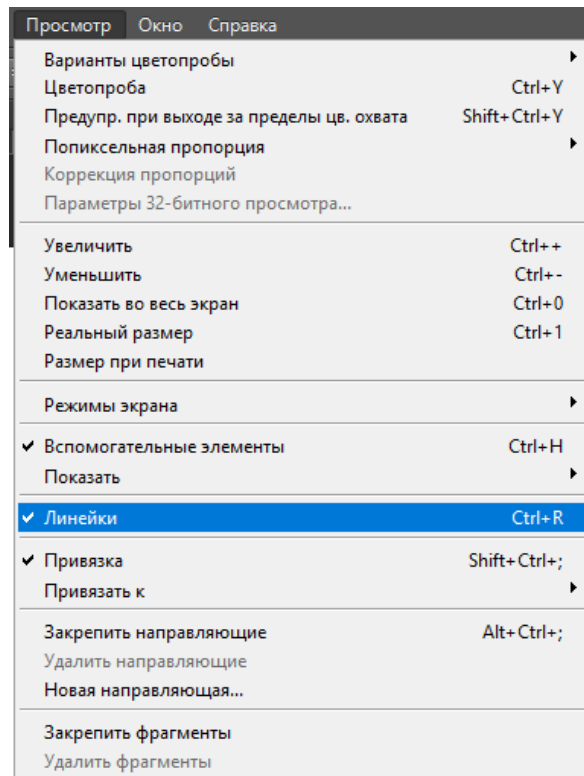 Просмотр Окно Справка
Варианты цветопробы
Цветопроба Ctrl+Y
Предупр. при выходе за пределы цв. охвата Shift+Ctrl+Y
Попиксельная пропорция
Коррекция пропорций
Параметры 32-битного просмотра...
Увеличить Ctrl++
Уменьшить Ctrl+-
Показать во весь экран Ctrl+0
Реальный размер Ctrl+1
Размер при печати
Режимы экрана
Вспомогательные элементы Ctrl+H
Показать
Линейки Ctrl+R
Привязка Shift+Ctrl+;
Привязать к
Закрепить направляющие Alt+Ctrl+;
Удалить направляющие
Новая направляющая...
Закрепить фрагменты
Удалить фрагменты